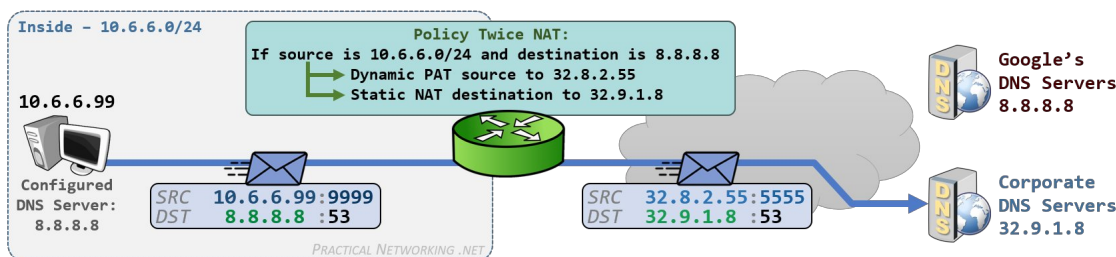 Inside – 10.6.6.0/24
Policy Twice NAT:
If source is 10.6.6.0/24 and destination is 8.8.8.8
Dynamic PAT source to 32.8.2.55
Static NAT destination to 32.9.1.8
10.6.6.99
Configured
DNS Server:
8.8.8.8
SRC 10.6.6.99:9999
DST 8.8.8.8 :53
SRC 32.8.2.55:5555
DST 32.9.1.8 :53
DNS
Google’s
DNS Servers
8.8.8.8
DNS
Corporate
DNS Servers
32.9.1.8
PRACTICAL NETWORKING .NET